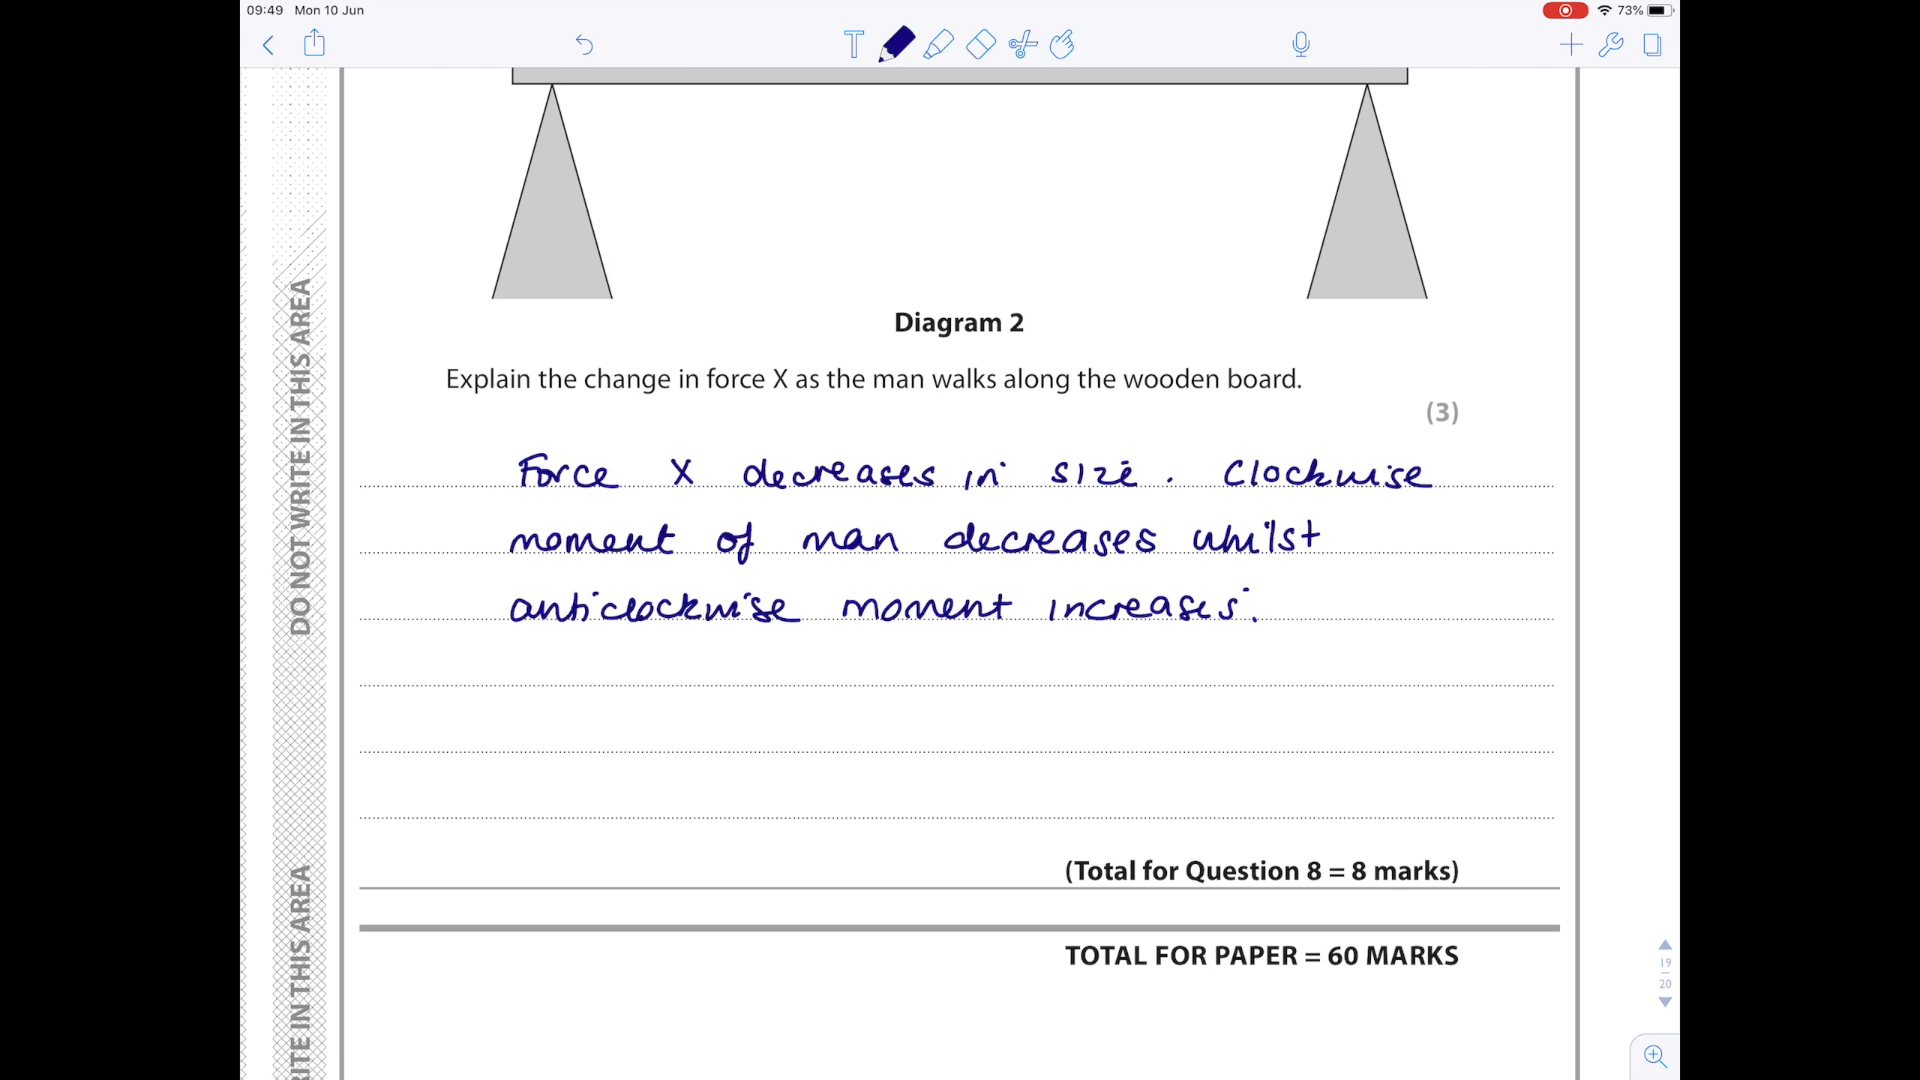 09:49 Mon 10 Jun
73%
DO NOT WRITE IN THIS AREA
Diagram 2
Explain the change in force X as the man walks along the wooden board.
(3)
Force X decreases in size. Clockwise
moment of man decreases whilst
anticlockwise moment increases.
(Total for Question 8 = 8 marks)
TOTAL FOR PAPER = 60 MARKS
RITE IN THIS AREA
19
20